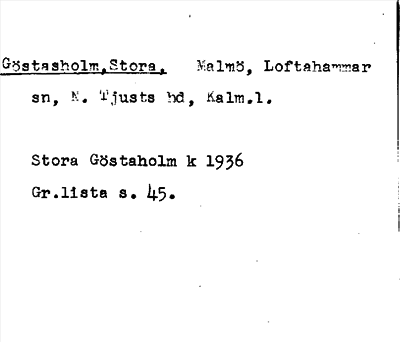 Göstasholm,Stora, Malmö, Loftahammar
sn, N. Tjusts hd, Kalm.l.
Stora Göstaholm k 1936
Gr.lista s. 45.